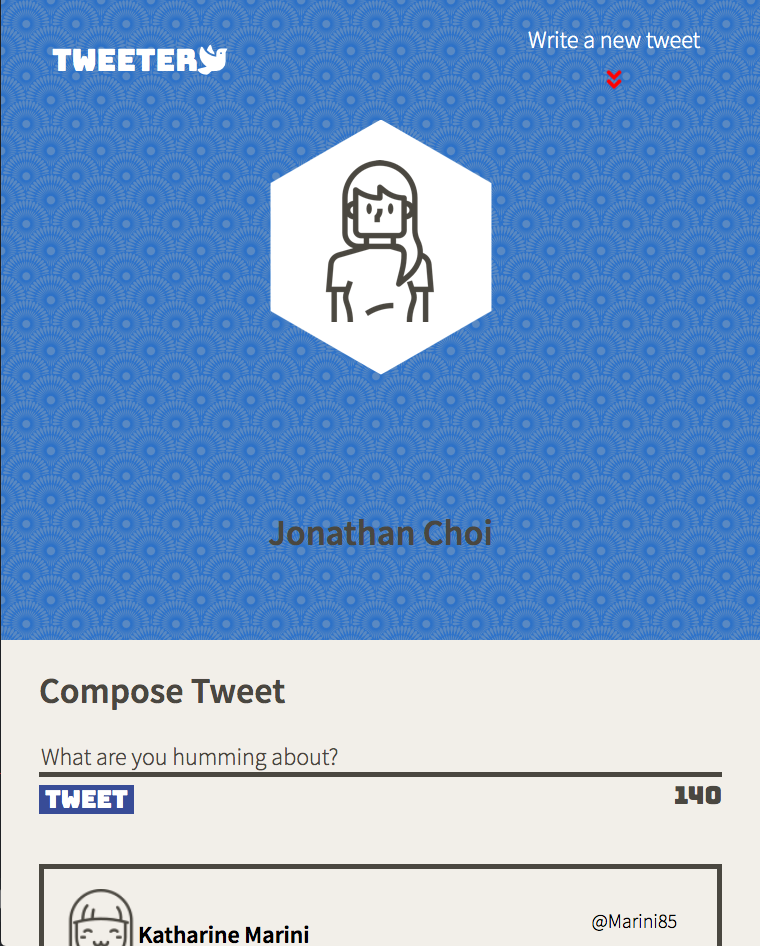 TWEETER
Write a new tweet
Jonathan Choi
Compose Tweet
What are you humming about?
TWEET
140
Katharine Marini
@Marini85